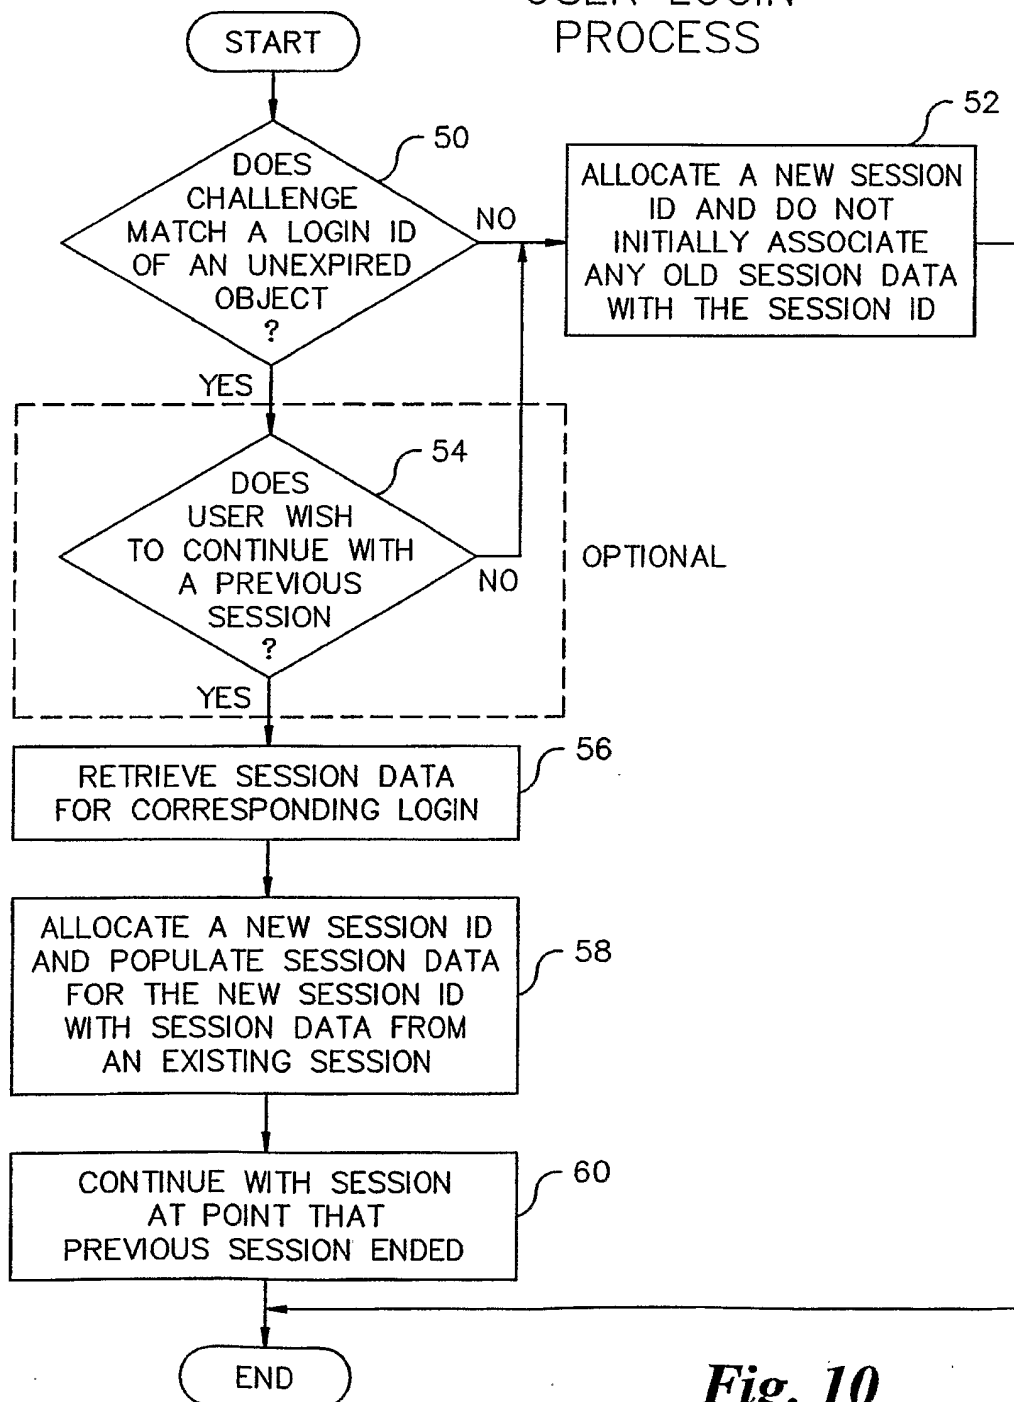 USER LOGIN
PROCESS
START
50
DOES
CHALLENGE
MATCH A LOGIN ID
OF AN UNEXPIRED
OBJECT
?
NO
YES
52
ALLOCATE A NEW SESSION
ID AND DO NOT
INITIALLY ASSOCIATE
ANY OLD SESSION DATA
WITH THE SESSION ID
54
DOES
USER WISH
TO CONTINUE WITH
A PREVIOUS
SESSION
?
NO
YES
OPTIONAL
56
RETRIEVE SESSION DATA
FOR CORRESPONDING LOGIN
58
ALLOCATE A NEW SESSION ID
AND POPULATE SESSION DATA
FOR THE NEW SESSION ID
WITH SESSION DATA FROM
AN EXISTING SESSION
60
CONTINUE WITH SESSION
AT POINT THAT
PREVIOUS SESSION ENDED
END
Fig. 10